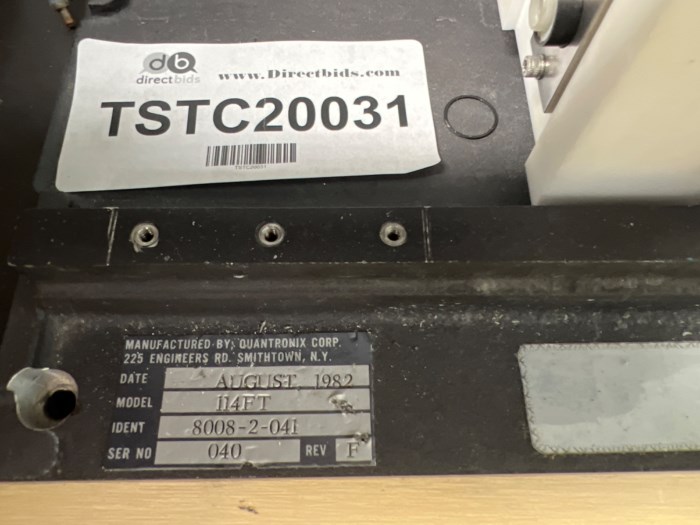 db
directbids
www.Directbids.com
TSTC20031
TSTC20031
MANUFACTURED BY: QUANTRONIX CORP.
225 ENGINEERS RD. SMITHTOWN, N.Y.
DATE AUGUST, 1982
MODEL 114FT
IDENT 8008-2-041
SER NO 040 REV F